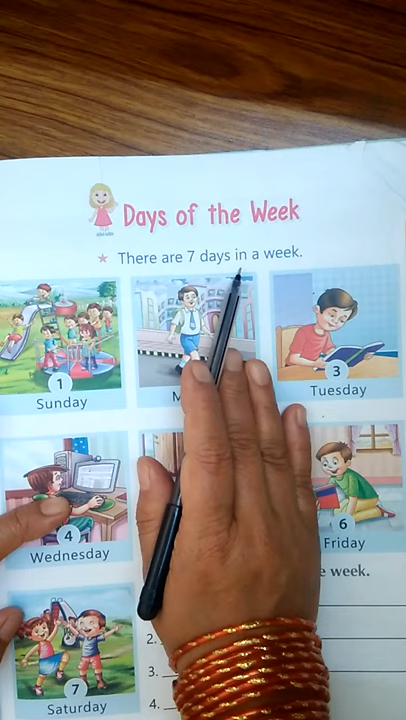 Days of the Week
★ There are 7 days in a week.
1
Sunday
M
3
Tuesday
4
Wednesday
6
Friday
e week.
7
Saturday
2.
3.
4.